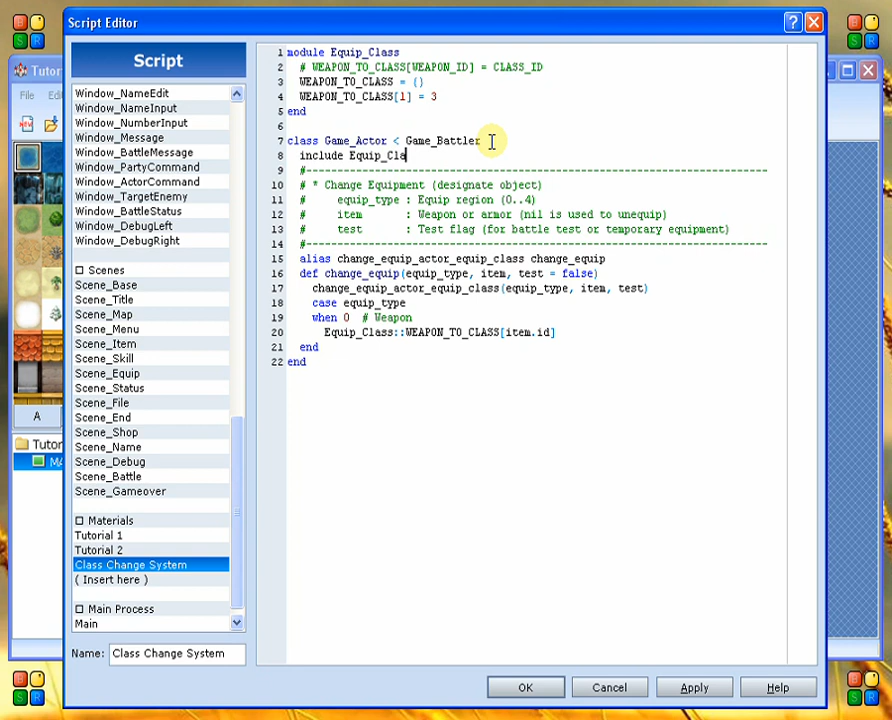 Script Editor
Tutor
File Ed
A
Tutor
MA
Script
Window_NameEdit
Window_NameInput
Window_NumberInput
Window_Message
Window_BattleMessage
Window_PartyCommand
Window_ActorCommand
Window_TargetEnemy
Window_BattleStatus
Window_DebugLeft
Window_DebugRight
Scenes
Scene_Base
Scene_Title
Scene_Map
Scene_Menu
Scene_Item
Scene_Skill
Scene_Equip
Scene_Status
Scene_File
Scene_End
Scene_Shop
Scene_Name
Scene_Debug
Scene_Battle
Scene_Gameover
Materials
Tutorial 1
Tutorial 2
Class Change System
( Insert here )
Main Process
Main
Name: Class Change System
1 module Equip_Class
2 # WEAPON_TO_CLASS[WEAPON_ID] = CLASS_ID
3 WEAPON_TO_CLASS = {}
4 WEAPON_TO_CLASS[1] = 3
5 end
6
7 class Game_Actor < Game_Battler
8 include Equip_Cla
9 #--------------------------------------------------------------------------
10 # * Change Equipment (designate object)
11 # equip_type : Equip region (0..4)
12 # item : Weapon or armor (nil is used to unequip)
13 # test : Test flag (for battle test or temporary equipment)
14 #--------------------------------------------------------------------------
15 alias change_equip_actor_equip_class change_equip
16 def change_equip(equip_type, item, test = false)
17 change_equip_actor_equip_class(equip_type, item, test)
18 case equip_type
19 when 0 # Weapon
20 Equip_Class::WEAPON_TO_CLASS[item.id]
21 end
22 end
OK Cancel Apply Help
B
S R
B
S R
B
S R
B
S R